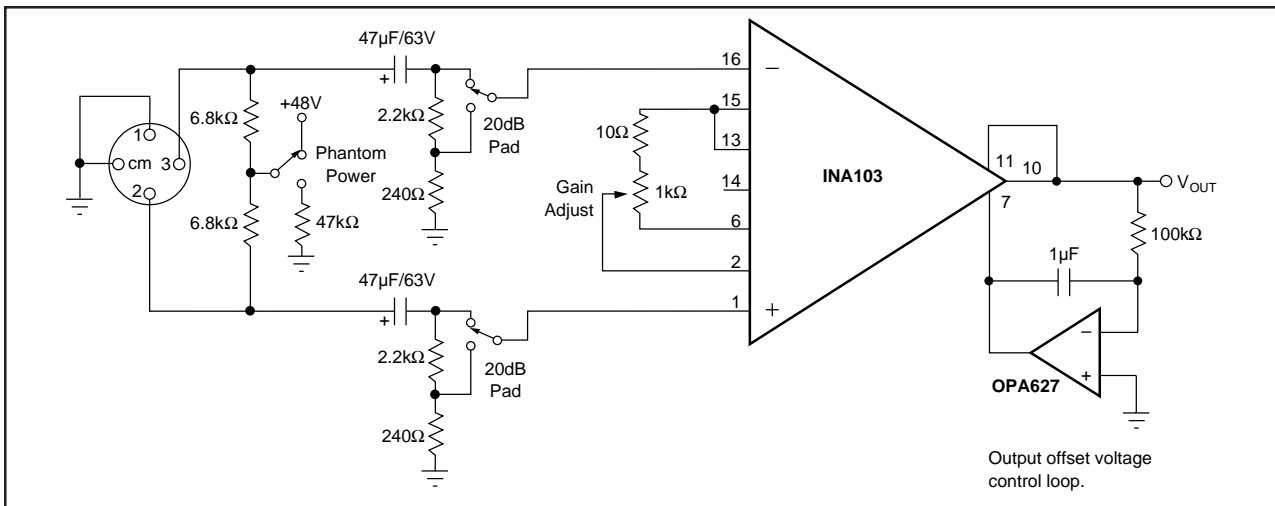 47µF/63V
+
6.8kΩ
+48V
Phantom
Power
2.2kΩ
20dB
Pad
1
cm
3
2
6.8kΩ
47kΩ
240Ω
47µF/63V
+
2.2kΩ
20dB
Pad
240Ω
16
–
15
10Ω
13
14
Gain
Adjust
1kΩ
6
2
1
+
INA103
11
10
7
VOUT
100kΩ
1µF
–
+
OPA627
Output offset voltage
control loop.